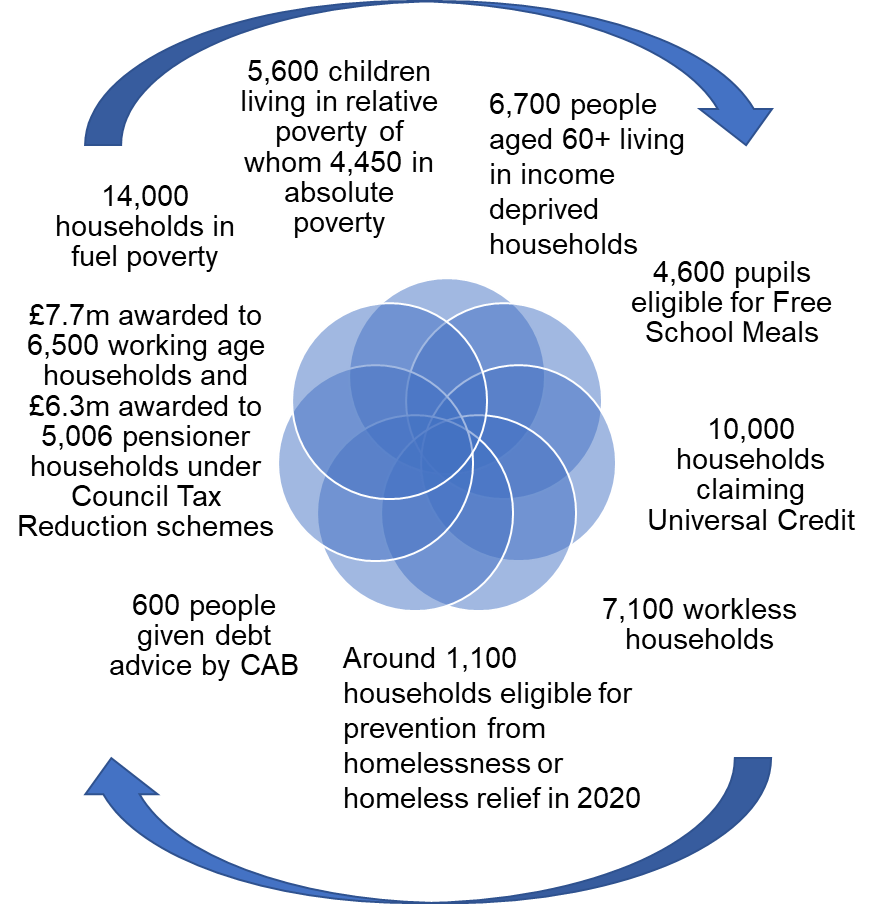 5,600 children
living in relative
poverty of
whom 4,450 in
absolute
poverty
6,700 people
aged 60+ living
in income
deprived
households
4,600 pupils
eligible for Free
School Meals
10,000
households
claiming
Universal Credit
7,100 workless
households
Around 1,100
households eligible for
prevention from
homelessness or
homeless relief in 2020
600 people
given debt
advice by CAB
£7.7m awarded to
6,500 working age
households and
£6.3m awarded to
5,006 pensioner
households under
Council Tax
Reduction schemes
14,000
households in
fuel poverty